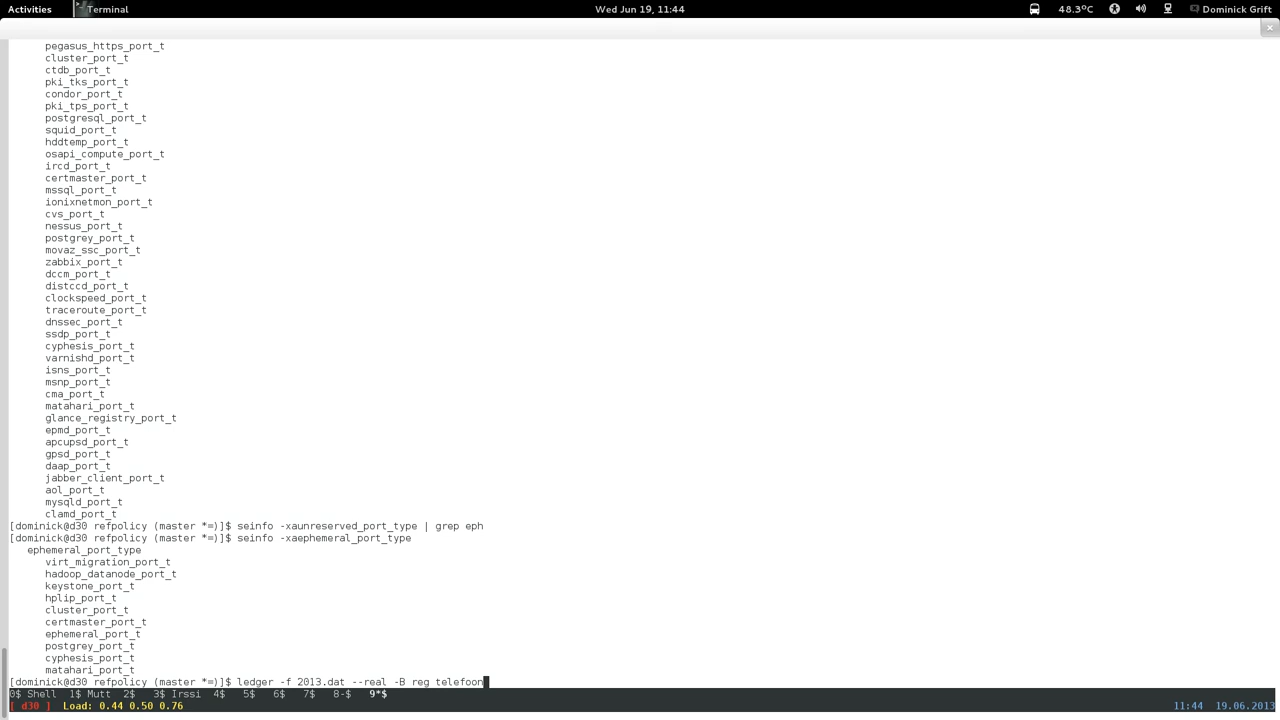 Activities Terminal Wed Jun 19, 11:44 48.3ºC Dominick Grift
pegasus_https_port_t
cluster_port_t
ctdb_port_t
pki_tks_port_t
condor_port_t
pki_tps_port_t
postgresql_port_t
squid_port_t
hddtemp_port_t
osapi_compute_port_t
ircd_port_t
certmaster_port_t
mssql_port_t
ionixnetmon_port_t
cvs_port_t
nessus_port_t
postgrey_port_t
movaz_ssc_port_t
zabbix_port_t
dccm_port_t
distccd_port_t
clockspeed_port_t
traceroute_port_t
dnssec_port_t
ssdp_port_t
cyphesis_port_t
varnishd_port_t
isns_port_t
msnp_port_t
cma_port_t
matahari_port_t
glance_registry_port_t
epmd_port_t
apcupsd_port_t
gpsd_port_t
daap_port_t
jabber_client_port_t
aol_port_t
mysqld_port_t
clamd_port_t
[dominick@d30 refpolicy (master *=)]$ seinfo -xaunreserved_port_type | grep eph
[dominick@d30 refpolicy (master *=)]$ seinfo -xaephemeral_port_type
ephemeral_port_type
virt_migration_port_t
hadoop_datanode_port_t
keystone_port_t
hplip_port_t
cluster_port_t
certmaster_port_t
ephemeral_port_t
postgrey_port_t
cyphesis_port_t
matahari_port_t
[dominick@d30 refpolicy (master *=)]$ ledger -f 2013.dat --real -B reg telefoon
0$ Shell 1$ Mutt 2$ 3$ Irssi 4$ 5$ 6$ 7$ 8-$ 9*$
[ d30 ] Load: 0.44 0.50 0.76 11:44 19.06.2013